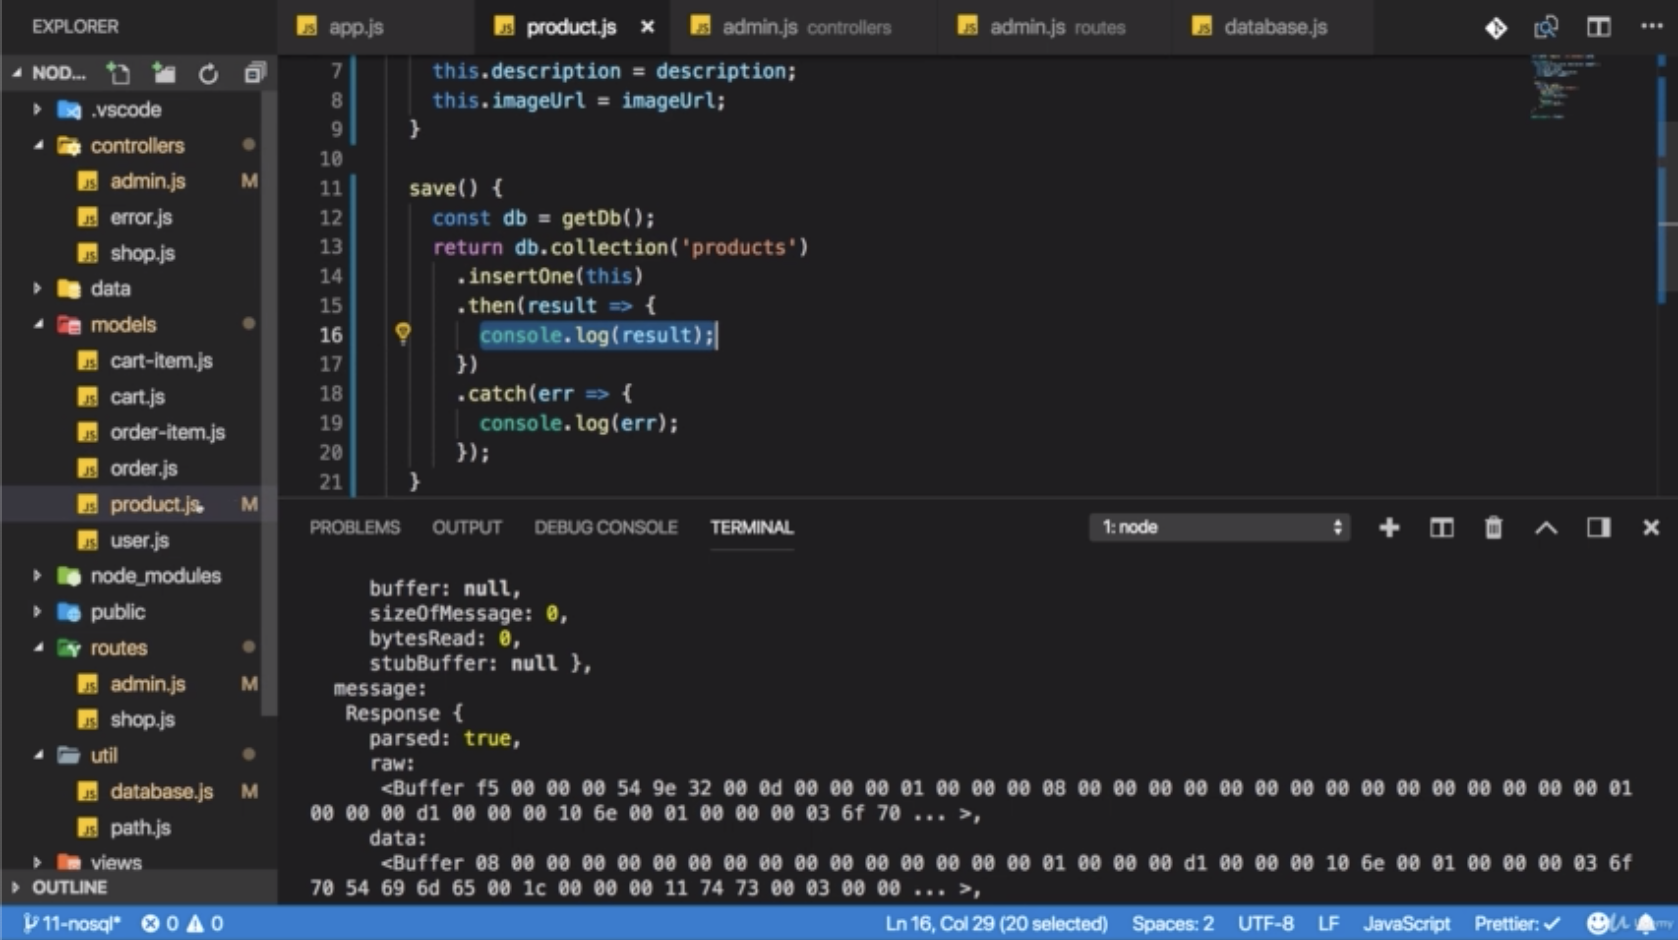 EXPLORER
NOD...
.vscode
controllers
admin.js M
error.js
shop.js
data
models
cart-item.js
cart.js
order-item.js
order.js
product.js M
user.js
node_modules
public
routes
admin.js M
shop.js
util
database.js M
path.js
views
OUTLINE
app.js
product.js
admin.js controllers
admin.js routes
database.js
7 this.description = description;
8 this.imageUrl = imageUrl;
9 }
10
11 save() {
12 const db = getDb();
13 return db.collection('products')
14 .insertOne(this)
15 .then(result => {
16 console.log(result);
17 })
18 .catch(err => {
19 console.log(err);
20 });
21 }
PROBLEMS OUTPUT DEBUG CONSOLE TERMINAL 1: node
buffer: null,
sizeOfMessage: 0,
bytesRead: 0,
stubBuffer: null },
message:
Response {
parsed: true,
raw:
<Buffer f5 00 00 00 54 9e 32 00 0d 00 00 00 01 00 00 00 08 00 00 00 00 00 00 00 00 00 00 00 00 00 00 00 01
00 00 00 d1 00 00 00 10 6e 00 01 00 00 00 03 6f 70 ... >,
data:
<Buffer 08 00 00 00 00 00 00 00 00 00 00 00 00 00 00 00 01 00 00 00 d1 00 00 00 10 6e 00 01 00 00 00 03 6f
70 54 69 6d 65 00 1c 00 00 00 11 74 73 00 03 00 00 ... >,
11-nosql* 0 0 Ln 16, Col 29 (20 selected) Spaces: 2 UTF-8 LF JavaScript Prettier: ✓